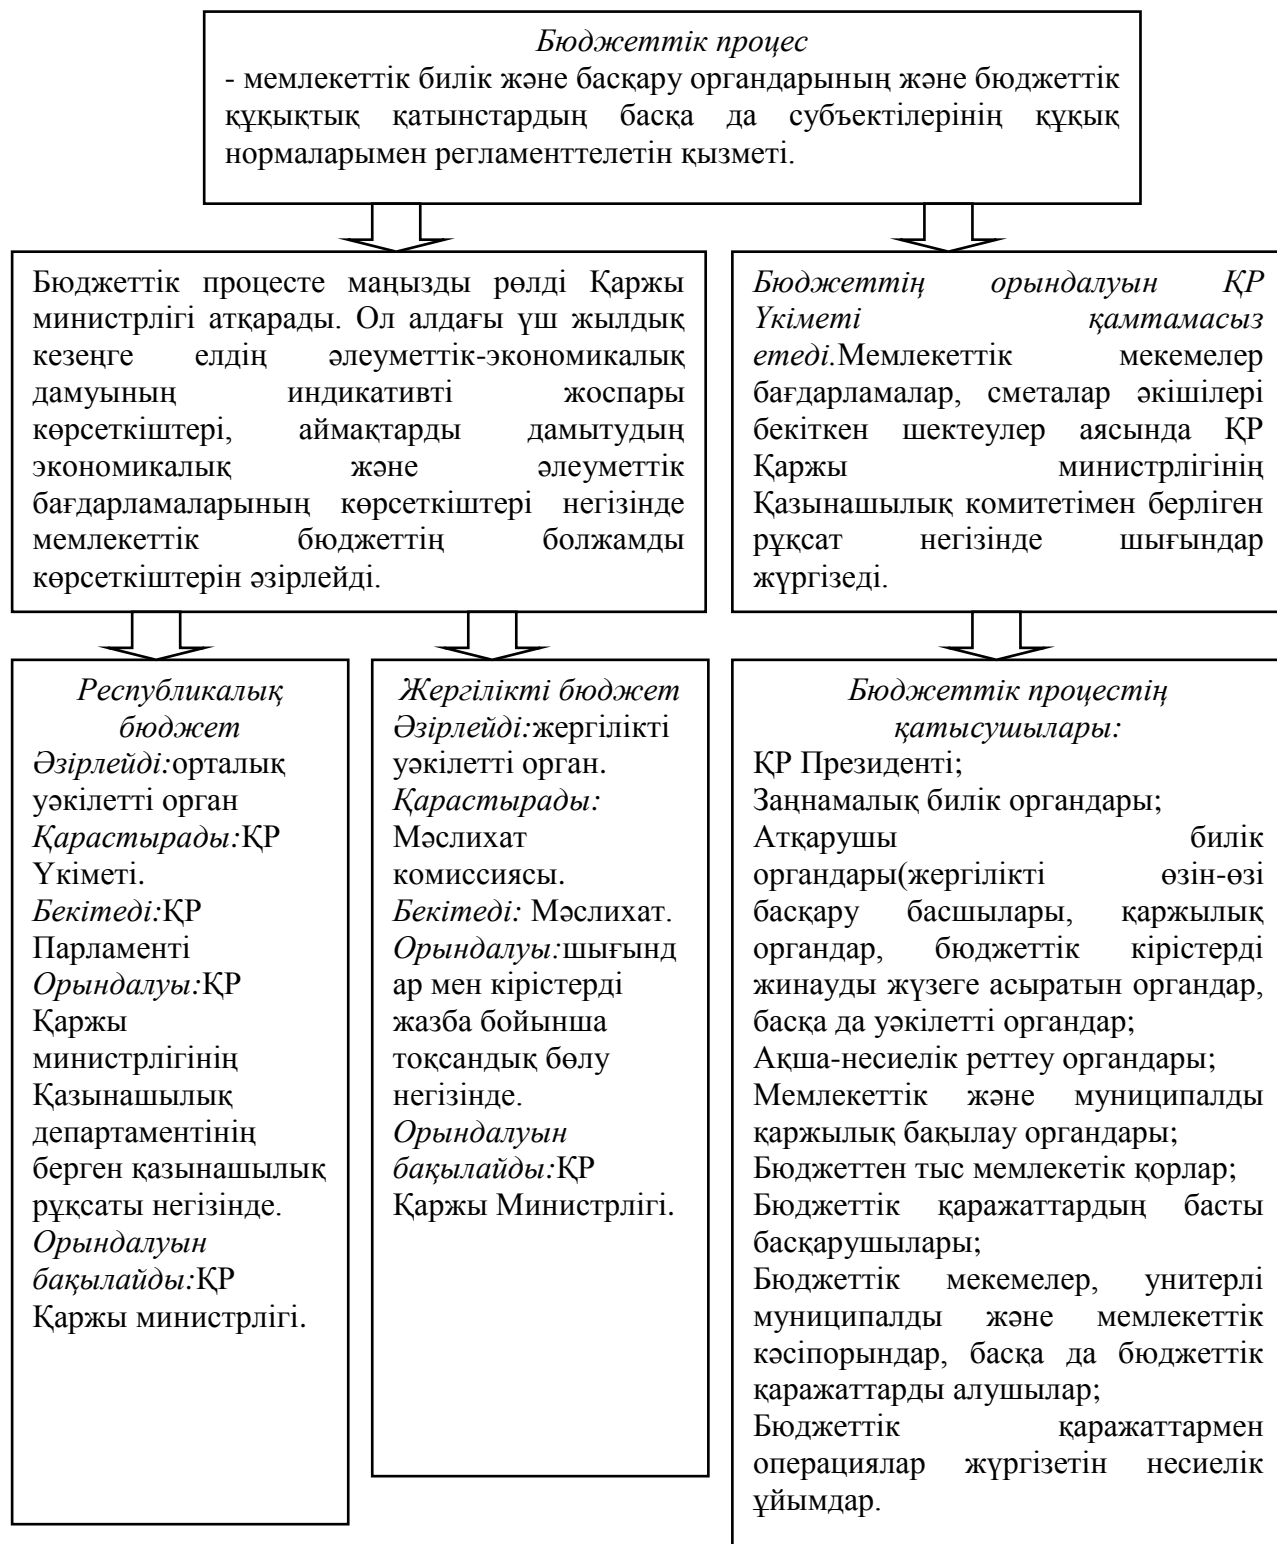 Бюджеттік процес
- мемлекеттік билік және басқару органдарының және бюджеттік
құқықтық қатынстардың басқа да субъектілерінің құқық
нормаларымен регламенттелетін қызметі.
Бюджеттік процесте маңызды рөлді Қаржы
министрлігі атқарады. Ол алдағы үш жылдық
кезеңге елдің әлеуметтік-экономикалық
дамуының индикативті жоспары
көрсеткіштері, аймақтарды дамытудың
экономикалық және әлеуметтік
бағдарламаларының көрсеткіштері негізінде
мемлекеттік бюджеттің болжамды
көрсеткіштерін әзірлейді.
Бюджеттің орындалуын ҚР
Үкіметі қамтамасыз
етеді.Мемлекеттік мекемелер
бағдарламалар, сметалар әкішілері
бекіткен шектеулер аясында ҚР
Қаржы министрлігінің
Қазынашылық комитетімен берліген
рұқсат негізінде шығындар
жүргізеді.
Республикалық
бюджет
Әзірлейді:орталық
уәкілетті орган
Қарастырады:ҚР
Үкіметі.
Бекітеді:ҚР
Парламенті
Орындалуы:ҚР
Қаржы
министрлігінің
Қазынашылық
департаментінің
берген қазынашылық
рұқсаты негізінде.
Орындалуын
бақылайды:ҚР
Қаржы министрлігі.
Жергілікті бюджет
Әзірлейді:жергілікті
уәкілетті орган.
Қарастырады:
Мәслихат
комиссиясы.
Бекітеді: Мәслихат.
Орындалуы:шығынд
ар мен кірістерді
жазба бойынша
тоқсандық бөлу
негізінде.
Орындалуын
бақылайды:ҚР
Қаржы Министрлігі.
Бюджеттік процестің
қатысушылары:
ҚР Президенті;
Заңнамалық билік органдары;
Атқарушы билік
органдары(жергілікті өзін-өзі
басқару басшылары, қаржылық
органдар, бюджеттік кірістерді
жинауды жүзеге асыратын органдар,
басқа да уәкілетті органдар;
Ақша-несиелік реттеу органдары;
Мемлекеттік және муниципалды
қаржылық бақылау органдары;
Бюджеттен тыс мемлекетік қорлар;
Бюджеттік қаражаттардың басты
басқарушылары;
Бюджеттік мекемелер, унитерлі
муниципалды және мемлекеттік
кәсіпорындар, басқа да бюджеттік
қаражаттарды алушылар;
Бюджеттік қаражаттармен
операциялар жүргізетін несиелік
ұйымдар.